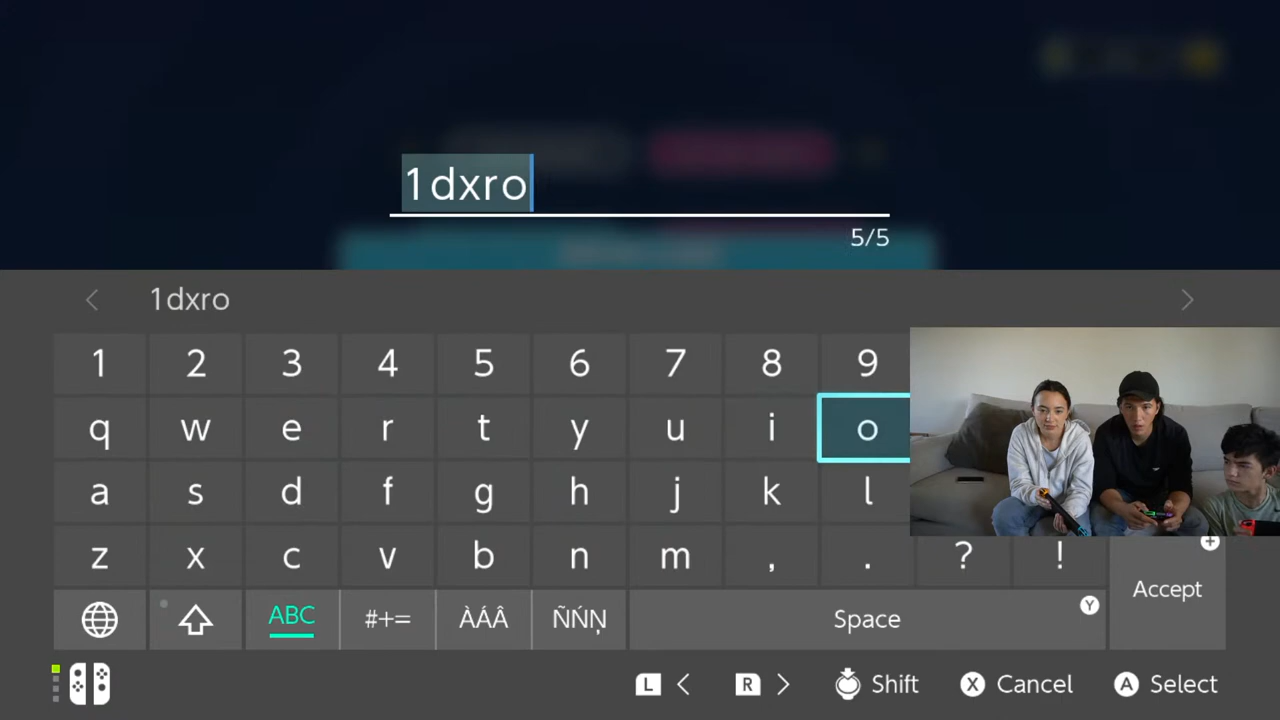 1dxro
5/5
1dxro
1 2 3 4 5 6 7 8 9
q w e r t y u i o
a s d f g h j k l
z x c v b n m , . ? ! +
ABC #+= ÀÁÂ ÑŃŅ Space Y Accept
L R Shift X Cancel A Select